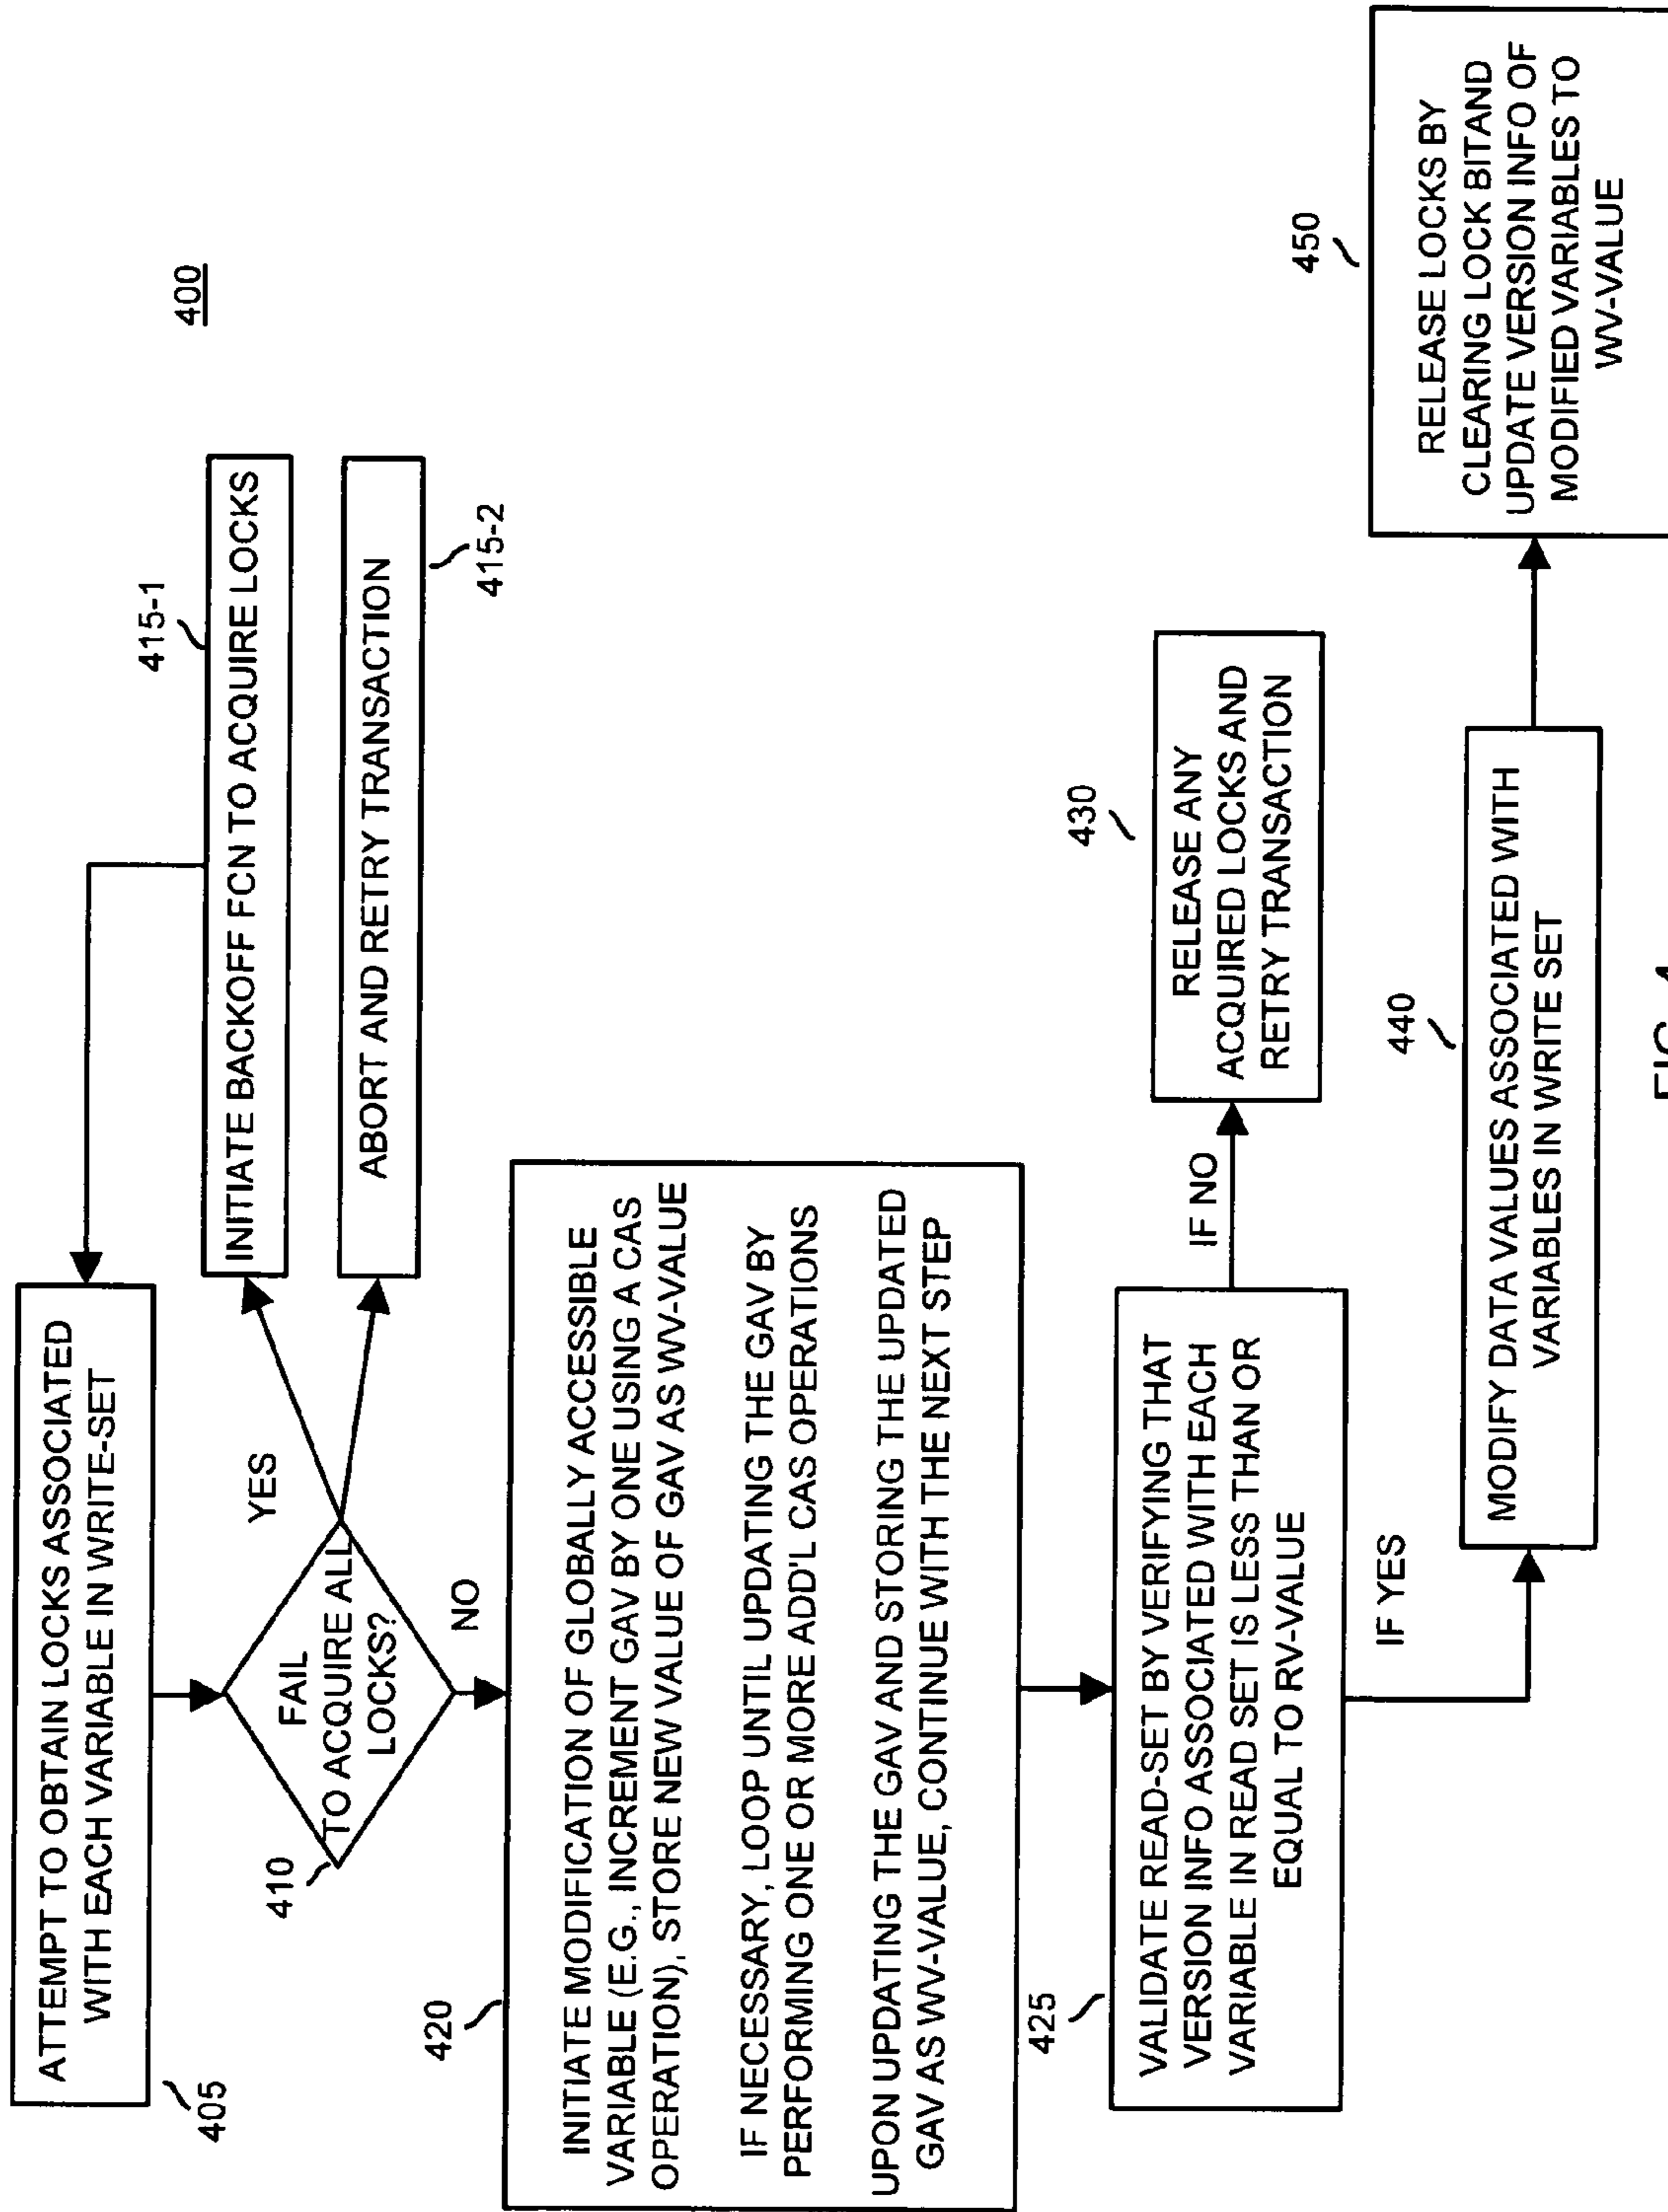 400
ATTEMPT TO OBTAIN LOCKS ASSOCIATED
WITH EACH VARIABLE IN WRITE-SET
405
FAIL
TO ACQUIRE ALL
LOCKS?
410
YES
NO
415-1
INITIATE BACKOFF FCN TO ACQUIRE LOCKS
ABORT AND RETRY TRANSACTION
415-2
420
INITIATE MODIFICATION OF GLOBALLY ACCESSIBLE
VARIABLE (E.G., INCREMENT GAV BY ONE USING A CAS
OPERATION), STORE NEW VALUE OF GAV AS WV-VALUE
IF NECESSARY, LOOP UNTIL UPDATING THE GAV BY
PERFORMING ONE OR MORE ADD'L CAS OPERATIONS
UPON UPDATING THE GAV AND STORING THE UPDATED
GAV AS WV-VALUE, CONTINUE WITH THE NEXT STEP
425
VALIDATE READ-SET BY VERIFYING THAT
VERSION INFO ASSOCIATED WITH EACH
VARIABLE IN READ SET IS LESS THAN OR
EQUAL TO RV-VALUE
IF NO
430
RELEASE ANY
ACQUIRED LOCKS AND
RETRY TRANSACTION
IF YES
440
MODIFY DATA VALUES ASSOCIATED WITH
VARIABLES IN WRITE SET
450
RELEASE LOCKS BY
CLEARING LOCK BITAND
UPDATE VERSION INFO OF
MODIFIED VARIABLES TO
WV-VALUE